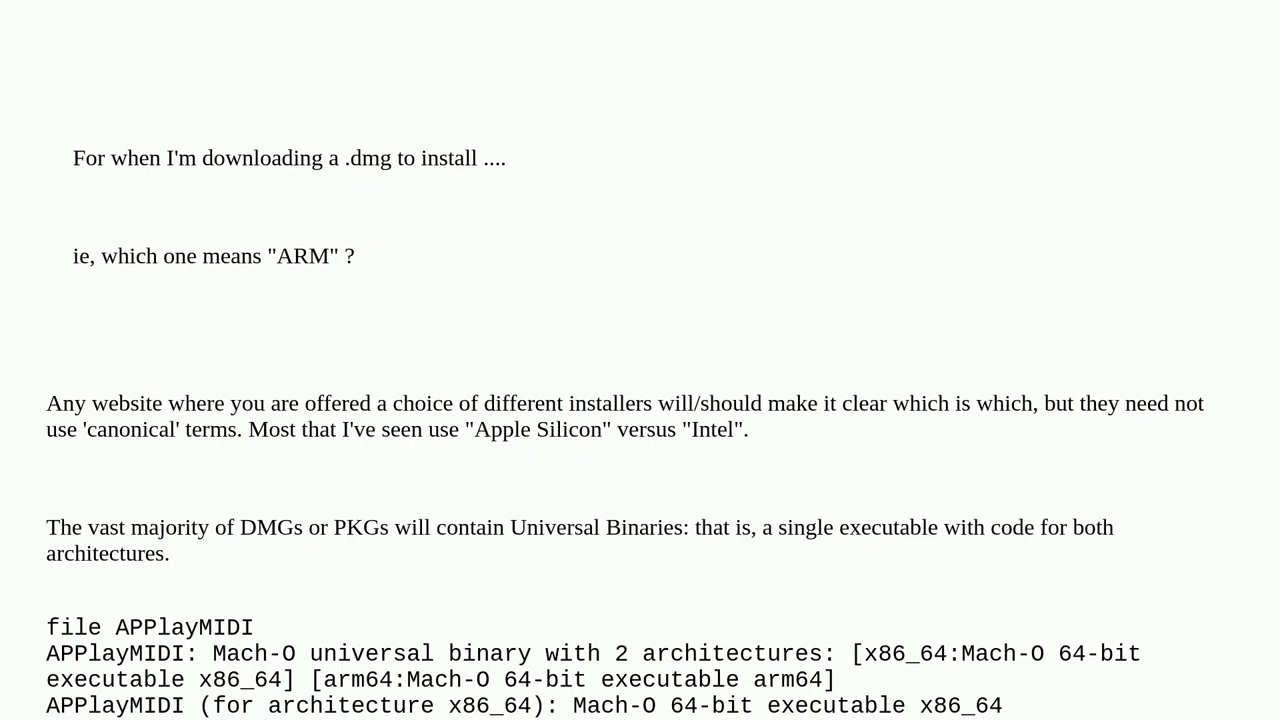 For when I'm downloading a .dmg to install ....
ie, which one means "ARM" ?
Any website where you are offered a choice of different installers will/should make it clear which is which, but they need not
use 'canonical' terms. Most that I've seen use "Apple Silicon" versus "Intel".
The vast majority of DMGs or PKGs will contain Universal Binaries: that is, a single executable with code for both
architectures.
file APPlayMIDI
APPlayMIDI: Mach-O universal binary with 2 architectures: [x86_64:Mach-O 64-bit
executable x86_64] [arm64:Mach-O 64-bit executable arm64]
APPlayMIDI (for architecture x86_64): Mach-O 64-bit executable x86_64